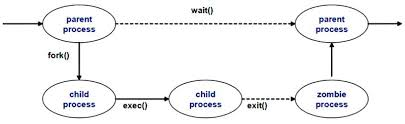 wait()
parent
process
parent
process
fork()
child
process
exec()
child
process
exit()
zombie
process